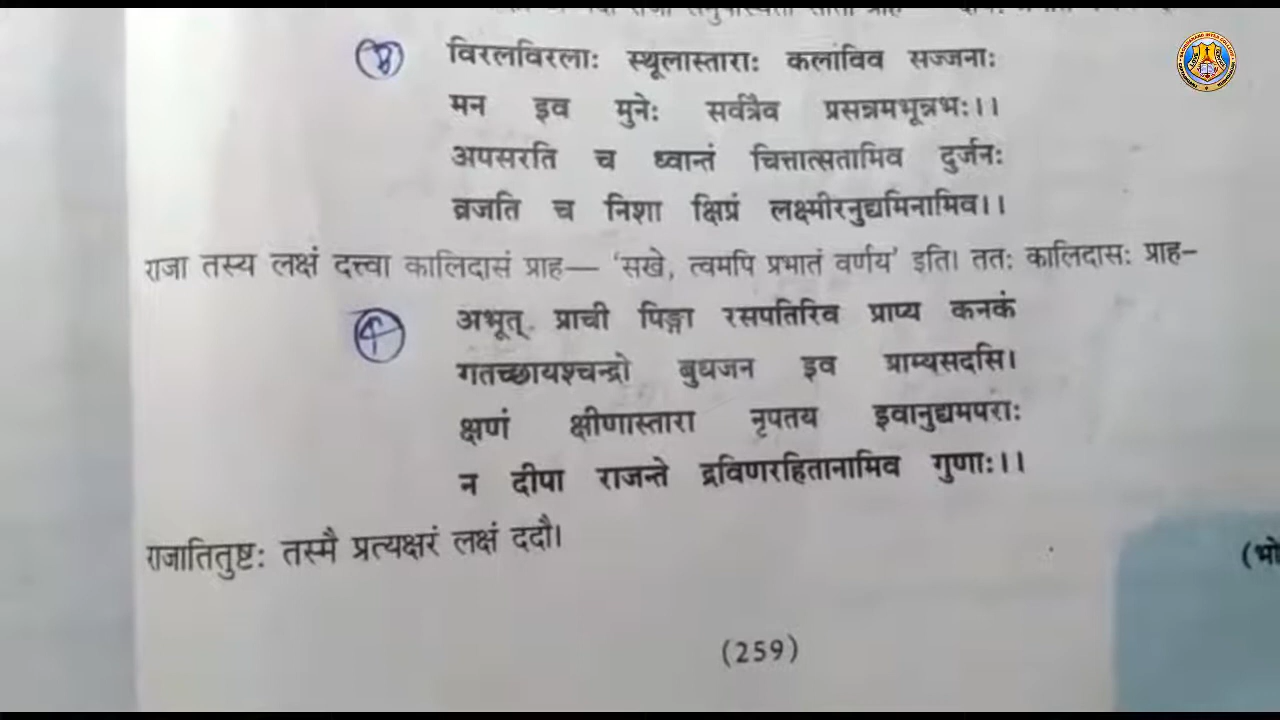 विरलविरलाः स्थूलास्ताराः कलाविव सज्जनाः
मन इव मुनेः सर्वत्रैव प्रसन्नमभून्नभः।।
अपसरति च ध्वान्तं चित्तात्सतामिव दुर्जनः
व्रजति च निशा क्षिप्रं लक्ष्मीरनुद्यमिनामिव।।
राजा तस्य लक्षं दत्त्वा कालिदासं प्राह— 'सखे, त्वमपि प्रभातं वर्णय' इति। ततः कालिदासः प्राह–
अभूत् प्राची पिङ्गा रसपतिरिव प्राप्य कनकं
गतच्छायश्चन्द्रो बुधजन इव ग्राम्यसदसि।
क्षणं क्षीणास्तारा नृपतय इवानुद्यमपराः
न दीपा राजन्ते द्रविणरहितानामिव गुणाः।।
राजातितुष्टः तस्मै प्रत्यक्षरं लक्षं ददौ।
(भो
(259)